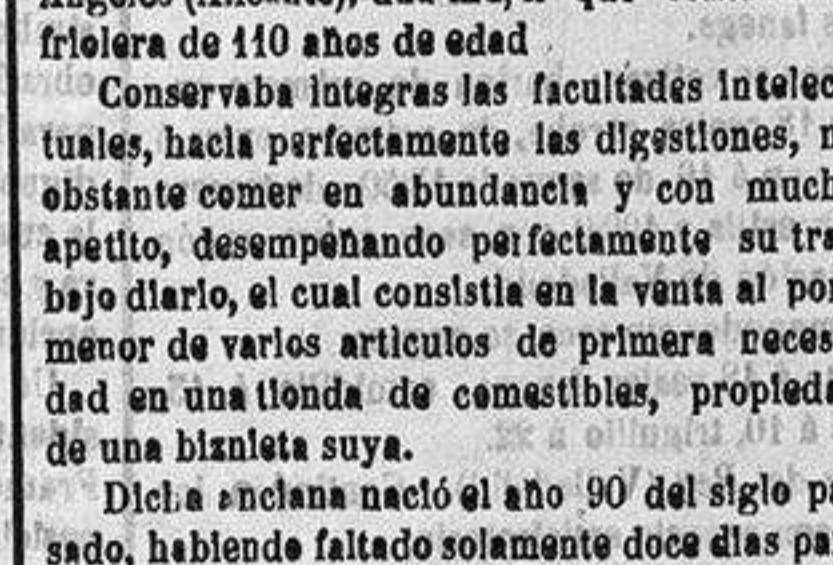 friolera de 110 años de edad
Conservaba integras las facultades intelec
tuales, hacia perfectamente las digestiones, n
obstante comer en abundancia y con much
apetito, desempeñando perfectamente su tra
bajo diario, el cual consistia en la venta al por
menor de varios articulos de primera neces
dad en una tionda de comestibles, propieda
de una biznieta suya.
Dicha anciana nació el año 90 del siglo pa
sado, habiendo faltado solamente doce dias pa